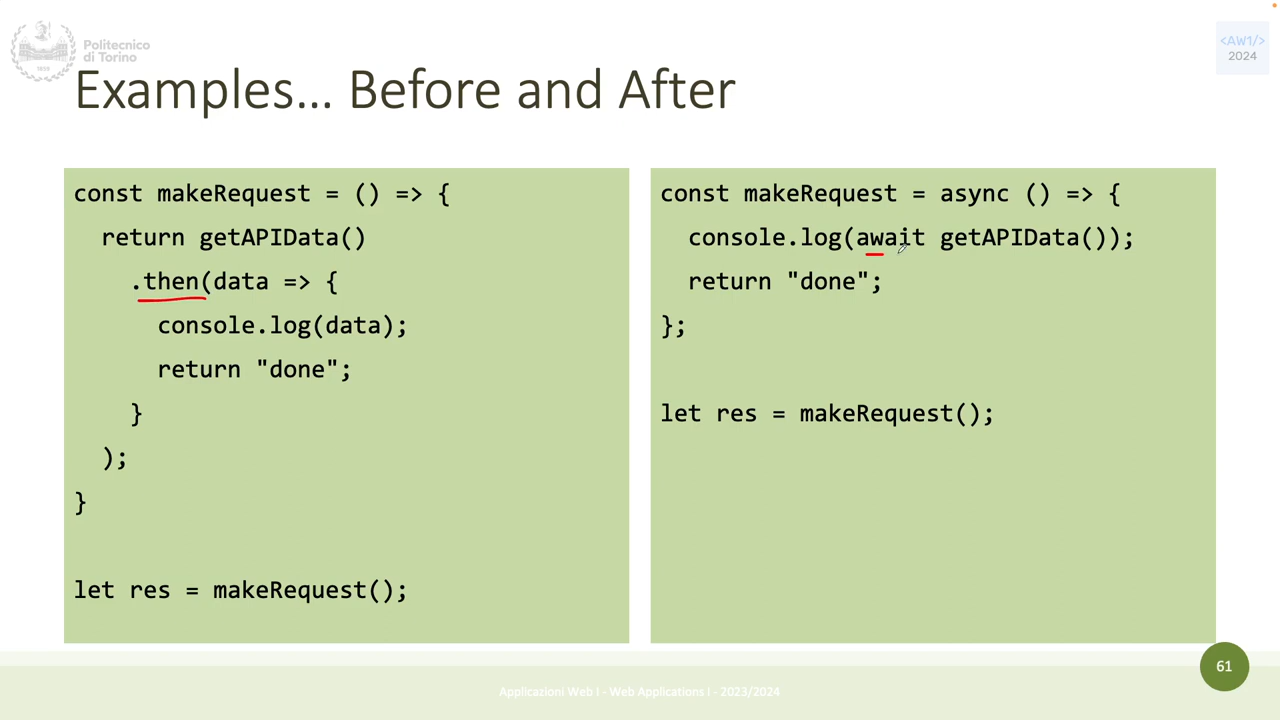 Politecnico
di Torino
1859
<AW1/>
2024
Examples… Before and After
const makeRequest = () => {
return getAPIData()
.then(data => {
console.log(data);
return "done";
}
);
}
let res = makeRequest();
const makeRequest = async () => {
console.log(await getAPIData());
return "done";
};
let res = makeRequest();
61
Applicazioni Web I - Web Applications I - 2023/2024